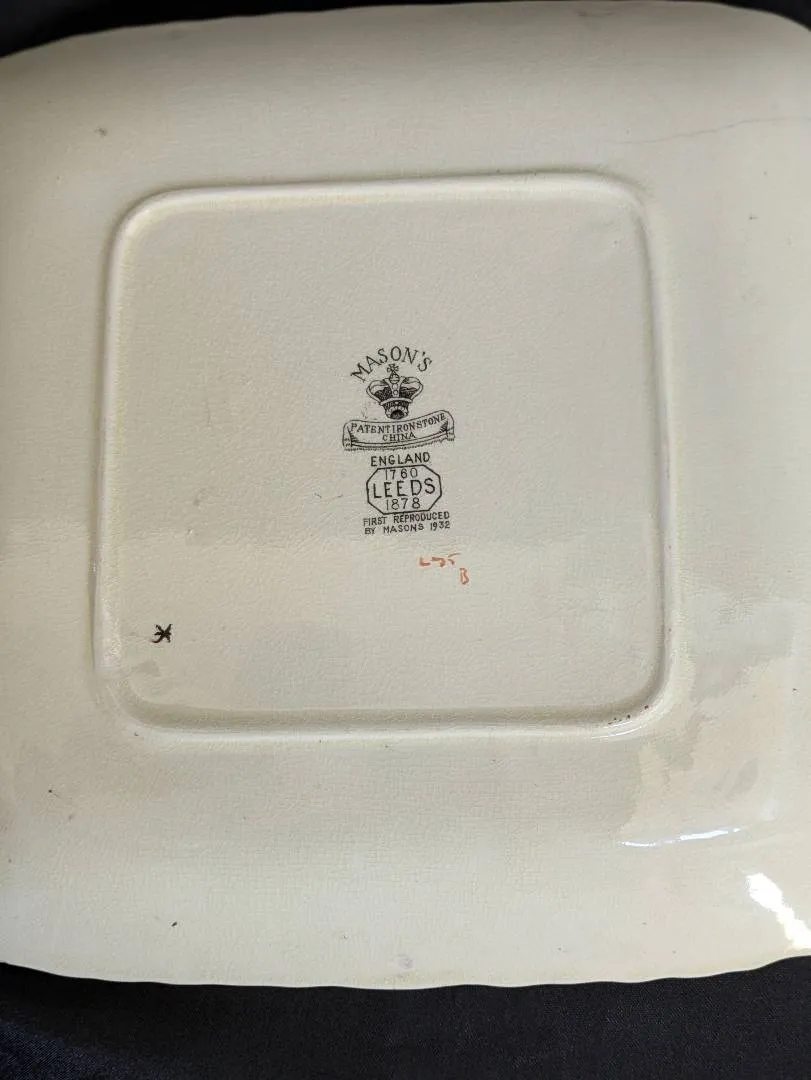 MASON'S
PATENT IRONSTONE
CHINA
ENGLAND
1760
LEEDS
1878
FIRST REPRODUCED
BY MASONS 1932
B